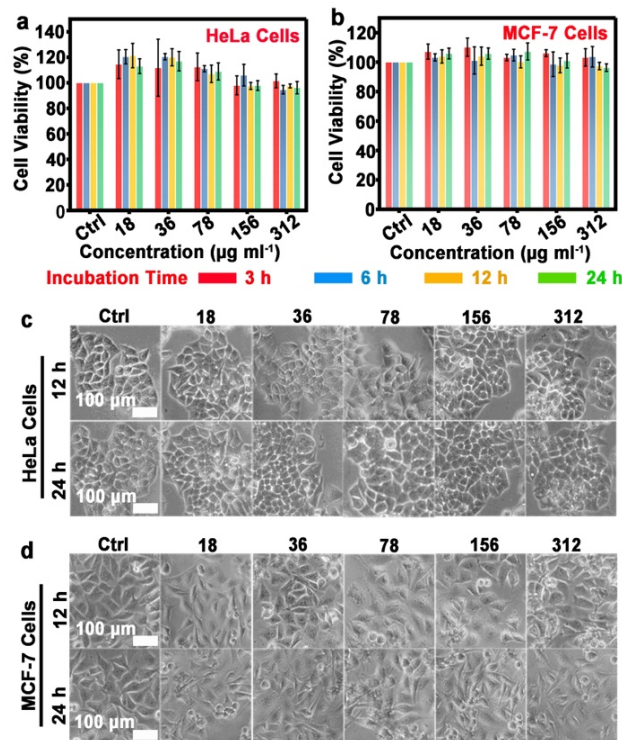 a
HeLa Cells
Cell Viability (%)
140
120
100
80
60
40
20
0
Ctrl 18 36 78 156 312
Concentration (µg ml-1)
b
MCF-7 Cells
Cell Viability (%)
120
100
80
60
40
20
0
Ctrl 18 36 78 156 312
Concentration (µg ml-1)
Incubation Time 3 h 6 h 12 h 24 h
c
Ctrl 18 36 78 156 312
HeLa Cells
12 h
100 µm
24 h
100 µm
d
Ctrl 18 36 78 156 312
MCF-7 Cells
12 h
100 µm
24 h
100 µm